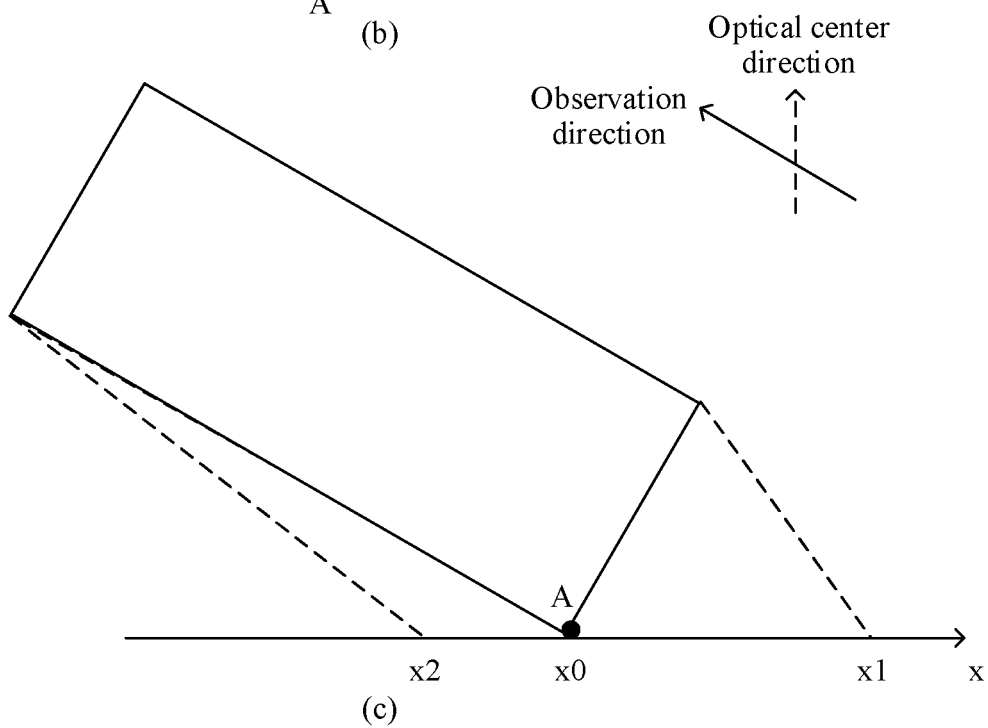 A
(b)
Optical center
direction
Observation
direction
A
x2
x0
x1
x
(c)